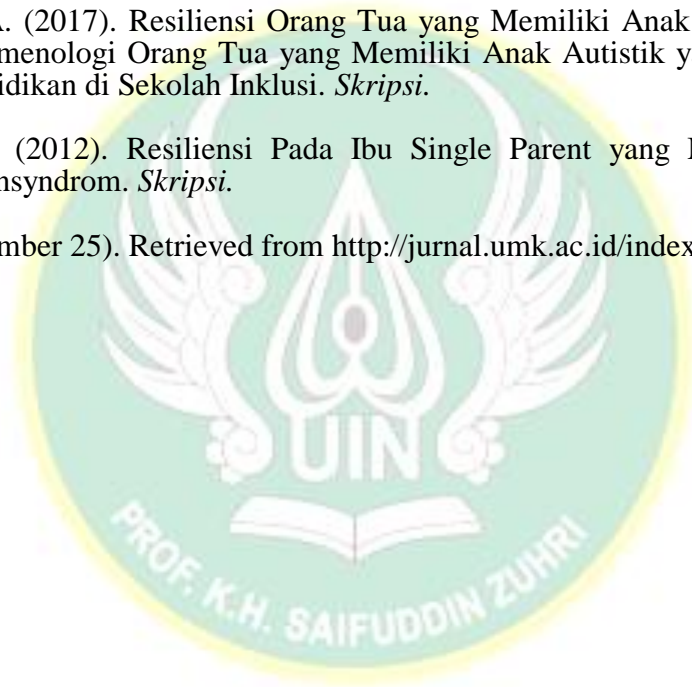 A. (2017). Resiliensi Orang Tua yang Memiliki Anak
menologi Orang Tua yang Memiliki Anak Autistik y
idikan di Sekolah Inklusi. Skripsi.
(2012). Resiliensi Pada Ibu Single Parent yang
nsyndrom. Skripsi.
mber 25). Retrieved from http://jurnal.umk.ac.id/index
UIN
PROF. K.H. SAIFUDDIN ZUHRI